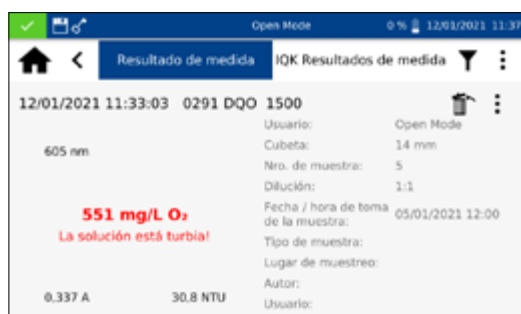 Open Mode 0 % 12/01/2021 11:37
Resultado de medida IQK Resultados de medida
12/01/2021 11:33:03 0291 DQO 1500
Usuario: Open Mode
605 nm
Cubeta: 14 mm
Nro. de muestra: 5
Dilución: 1:1
551 mg/L O₂
Fecha / hora de toma de la muestra: 05/01/2021 12:00
La solución está turbia!
Tipo de muestra:
Lugar de muestreo:
Autor:
0.337 A 30.8 NTU
Usuario: